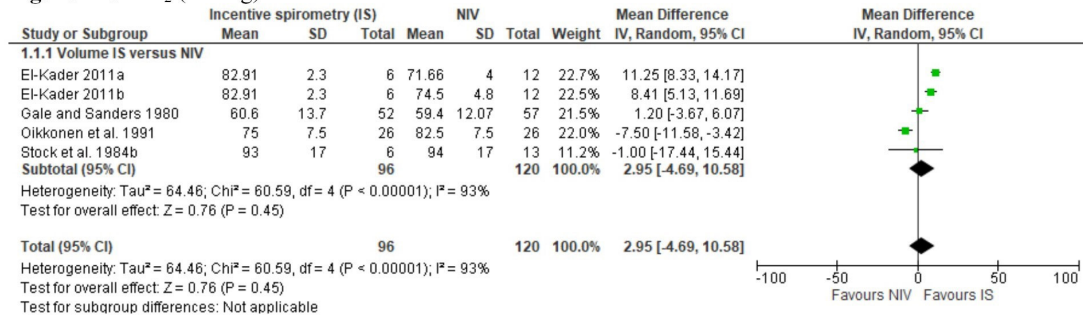 Incentive spirometry (IS) NIV Mean Difference Mean Difference
Study or Subgroup Mean SD Total Mean SD Total Weight IV, Random, 95% CI IV, Random, 95% CI
1.1.1 Volume IS versus NIV
El-Kader 2011a 82.91 2.3 6 71.66 4 12 22.7% 11.25 [8.33, 14.17]
El-Kader 2011b 82.91 2.3 6 74.5 4.8 12 22.5% 8.41 [5.13, 11.69]
Gale and Sanders 1980 60.6 13.7 52 59.4 12.07 57 21.5% 1.20 [-3.67, 6.07]
Oikkonen et al. 1991 75 7.5 26 82.5 7.5 26 22.0% -7.50 [-11.58, -3.42]
Stock et al. 1984b 93 17 6 94 17 13 11.2% -1.00 [-17.44, 15.44]
Subtotal (95% CI) 96 120 100.0% 2.95 [-4.69, 10.58]
Heterogeneity: Tau² = 64.46; Chi² = 60.59, df = 4 (P < 0.00001); I² = 93%
Test for overall effect: Z = 0.76 (P = 0.45)
Total (95% CI) 96 120 100.0% 2.95 [-4.69, 10.58]
Heterogeneity: Tau² = 64.46; Chi² = 60.59, df = 4 (P < 0.00001); I² = 93%
Test for overall effect: Z = 0.76 (P = 0.45)
Test for subgroup differences: Not applicable
-100 -50 0 50 100
Favours NIV Favours IS